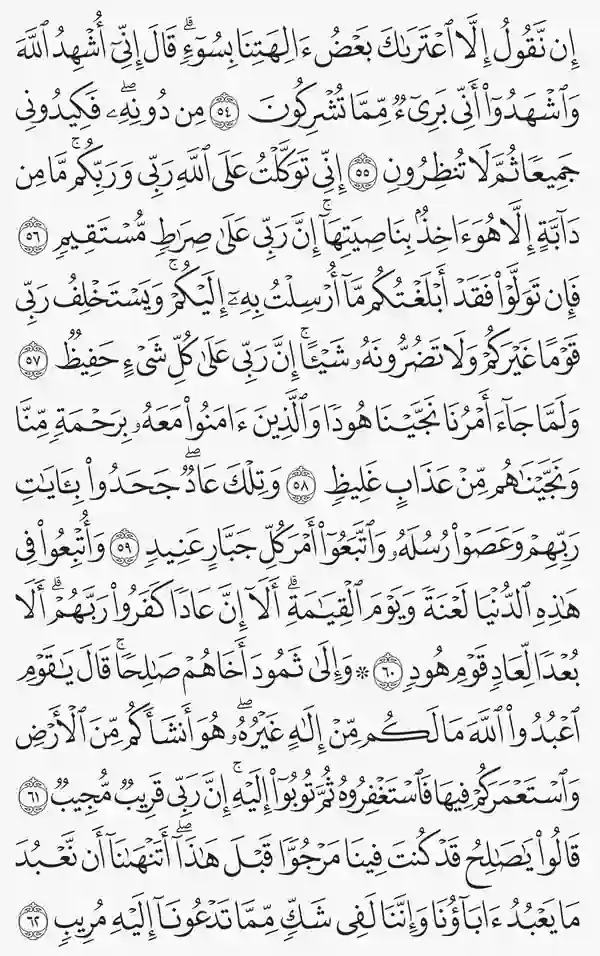 إِن نَّقُولُ إِلَّا ٱعْتَرَىٰكَ بَعْضُ ءَالِهَتِنَا بِسُوٓءٍۗ قَالَ إِنِّىٓ أُشْهِدُ ٱللَّهَ
وَٱشْهَدُوٓا۟ أَنِّى بَرِىٓءٌ مِّمَّا تُشْرِكُونَ ٥٤ مِن دُونِهِۦۖ فَكِيدُونِى
جَمِيعًا ثُمَّ لَا تُنظِرُونِ ٥٥ إِنِّى تَوَكَّلْتُ عَلَى ٱللَّهِ رَبِّى وَرَبِّكُمۚ مَّا مِن
دَآبَّةٍ إِلَّا هُوَ ءَاخِذٌۢ بِنَاصِيَتِهَآۚ إِنَّ رَبِّى عَلَىٰ صِرَٰطٍ مُّسْتَقِيمٍ ٥٦
فَإِن تَوَلَّوْا۟ فَقَدْ أَبْلَغْتُكُم مَّآ أُرْسِلْتُ بِهِۦٓ إِلَيْكُمْۚ وَيَسْتَخْلِفُ رَبِّى
قَوْمًا غَيْرَكُمْ وَلَا تَضُرُّونَهُۥ شَيْـًٔاۚ إِنَّ رَبِّى عَلَىٰ كُلِّ شَىْءٍ حَفِيظٌ ٥٧
وَلَمَّا جَآءَ أَمْرُنَا نَجَّيْنَا هُودًا وَٱلَّذِينَ ءَامَنُوا۟ مَعَهُۥ بِرَحْمَةٍ مِّنَّا
وَنَجَّيْنَٰهُم مِّنْ عَذَابٍ غَلِيظٍ ٥٨ وَتِلْكَ عَادٌۖ جَحَدُوا۟ بِـَٔايَٰتِ
رَبِّهِمْ وَعَصَوْا۟ رُسُلَهُۥ وَٱتَّبَعُوٓا۟ أَمْرَ كُلِّ جَبَّارٍ عَنِيدٍ ٥٩ وَأُتْبِعُوا۟ فِى
هَٰذِهِ ٱلدُّنْيَا لَعْنَةً وَيَوْمَ ٱلْقِيَٰمَةِۗ أَلَآ إِنَّ عَادًا كَفَرُوا۟ رَبَّهُمْۗ أَلَا
بُعْدًا لِّعَادٍ قَوْمِ هُودٍ ٦٠ ۞ وَإِلَىٰ ثَمُودَ أَخَاهُمْ صَٰلِحًاۚ قَالَ يَٰقَوْمِ
ٱعْبُدُوا۟ ٱللَّهَ مَا لَكُم مِّنْ إِلَٰهٍ غَيْرُهُۥۖ هُوَ أَنشَأَكُم مِّنَ ٱلْأَرْضِ
وَٱسْتَعْمَرَكُمْ فِيهَا فَٱسْتَغْفِرُوهُ ثُمَّ تُوبُوٓا۟ إِلَيْهِۚ إِنَّ رَبِّى قَرِيبٌ مُّجِيبٌ ٦١
قَالُوا۟ يَٰصَٰلِحُ قَدْ كُنتَ فِينَا مَرْجُوًّا قَبْلَ هَٰذَآۖ أَتَنْهَىٰنَآ أَن نَّعْبُدَ
مَا يَعْبُدُ ءَابَآؤُنَا وَإِنَّنَا لَفِى شَكٍّ مِّمَّا تَدْعُونَآ إِلَيْهِ مُرِيبٍ ٦٢